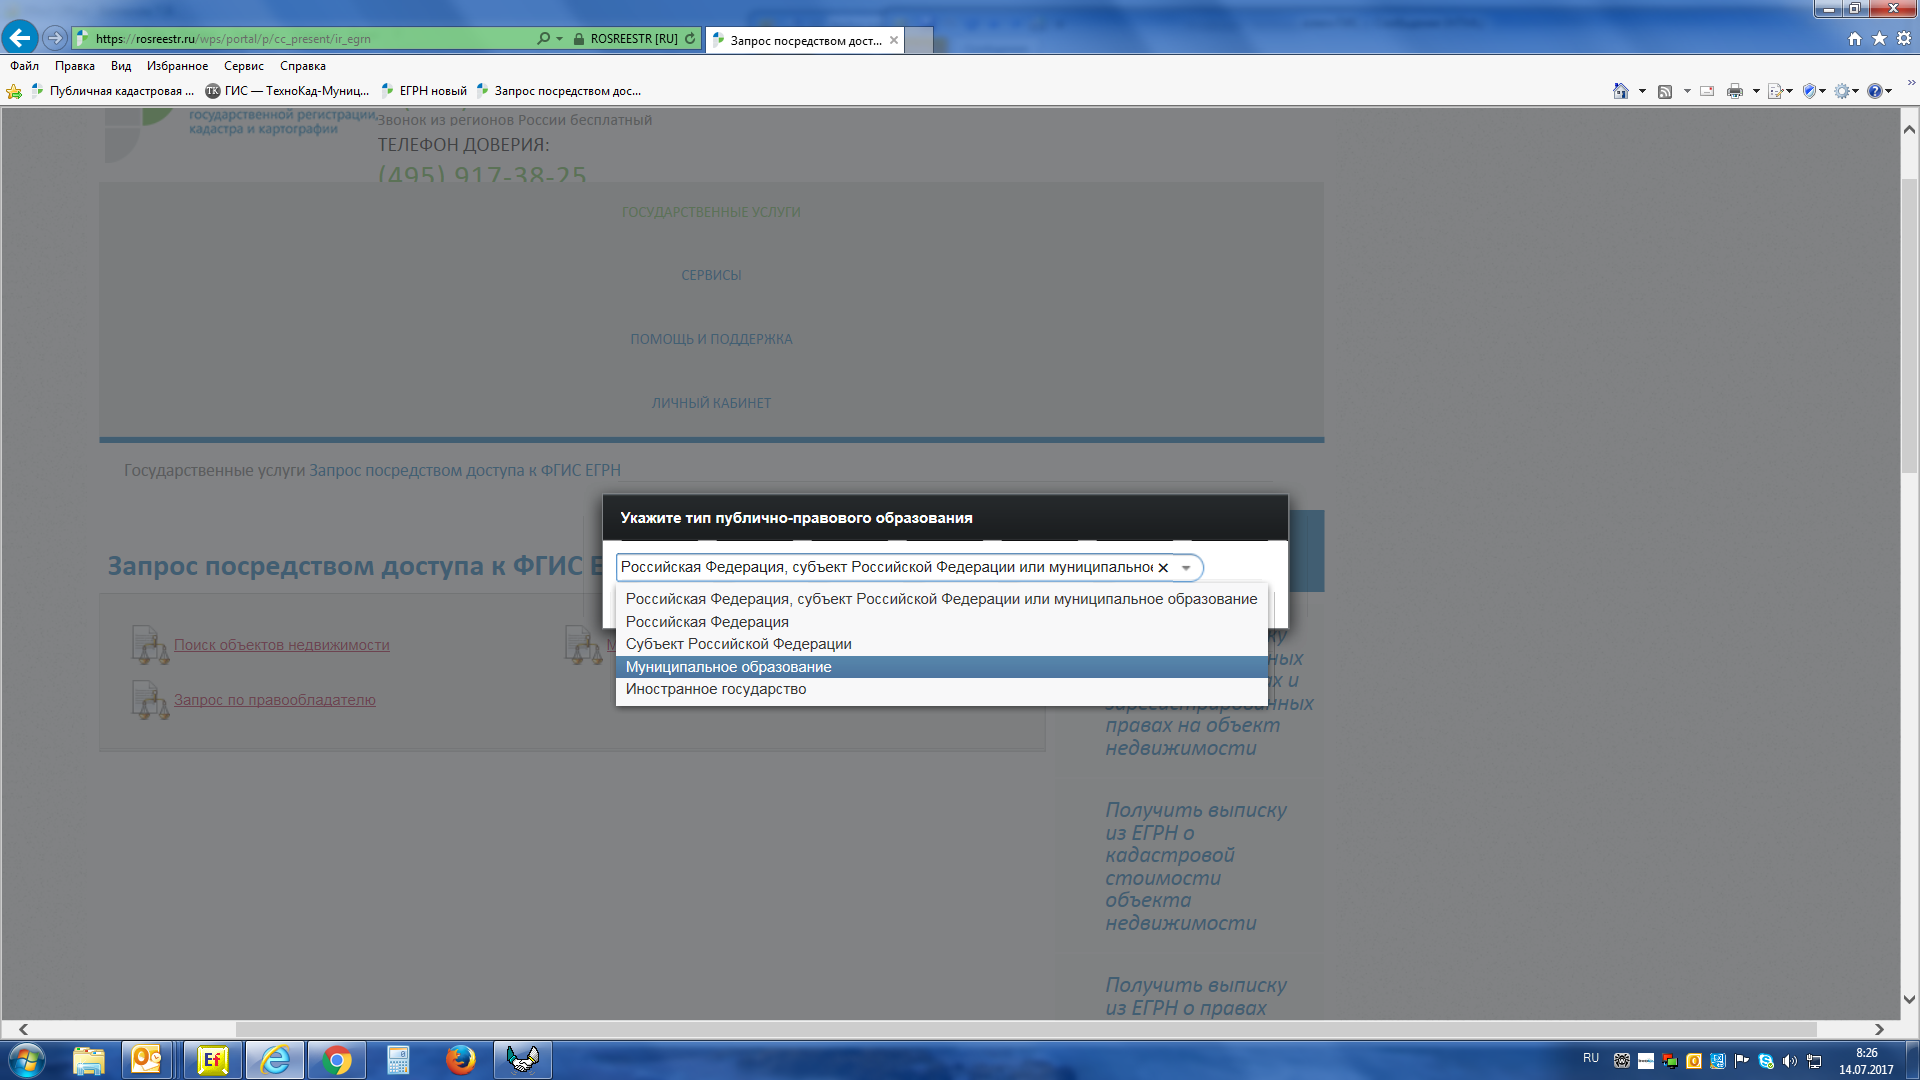 https://rosreestr.ru/wps/portal/p/cc_present/ir_egrn
ROSREESTR [RU]
Запрос посредством дост...
Файл Правка Вид Избранное Сервис Справка
Публичная кадастровая ...
ГИС — ТехноКад-Муниц...
ЕГРН новый
Запрос посредством дос...
государственной регистрации,
кадастра и картографии
Звонок из регионов России бесплатный
ТЕЛЕФОН ДОВЕРИЯ:
(495) 917-38-25
ГОСУДАРСТВЕННЫЕ УСЛУГИ
СЕРВИСЫ
ПОМОЩЬ И ПОДДЕРЖКА
ЛИЧНЫЙ КАБИНЕТ
Государственные услуги Запрос посредством доступа к ФГИС ЕГРН
Запрос посредством доступа к ФГИС Е
Поиск объектов недвижимости
М
Запрос по правообладателю
Укажите тип публично-правового образования
Российская Федерация, субъект Российской Федерации или муниципальное
Российская Федерация, субъект Российской Федерации или муниципальное образование
Российская Федерация
Субъект Российской Федерации
Муниципальное образование
Иностранное государство
зарегистрированных
правах на объект
недвижимости
Получить выписку
из ЕГРН о
кадастровой
стоимости
объекта
недвижимости
Получить выписку
из ЕГРН о правах
RU
8:26
14.07.2017